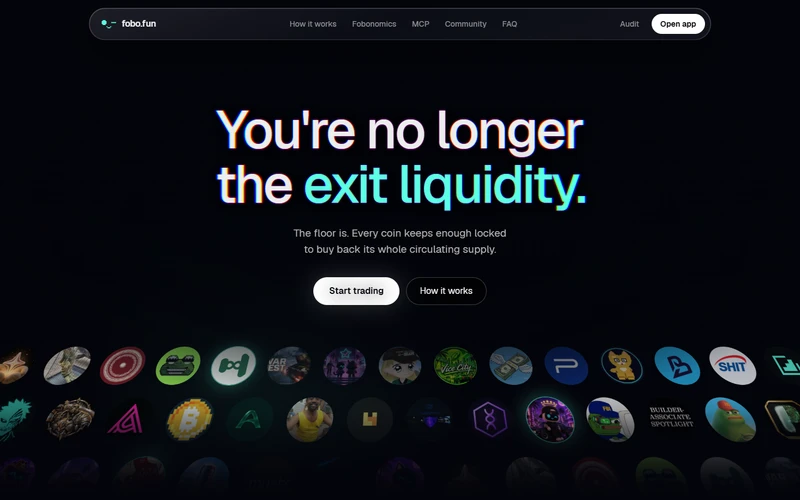 fobo.fun
How it works
Fobonomics
MCP
Community
FAQ
Audit
Open app
You're no longer
the exit liquidity.
The floor is. Every coin keeps enough locked
to buy back its whole circulating supply.
Start trading
How it works
Vice City
SHIT
BUILDER
ASSOCIATE
SPOTLIGHT